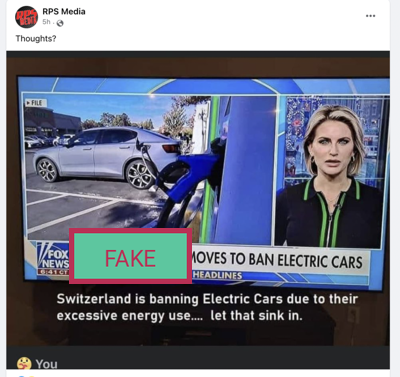 RPS Media
5h ·
Thoughts?
FILE
FOX
NEWS
6:41 CT
FAKE
MOVES TO BAN ELECTRIC CARS
HEADLINES
Switzerland is banning Electric Cars due to their
excessive energy use.... let that sink in.
You